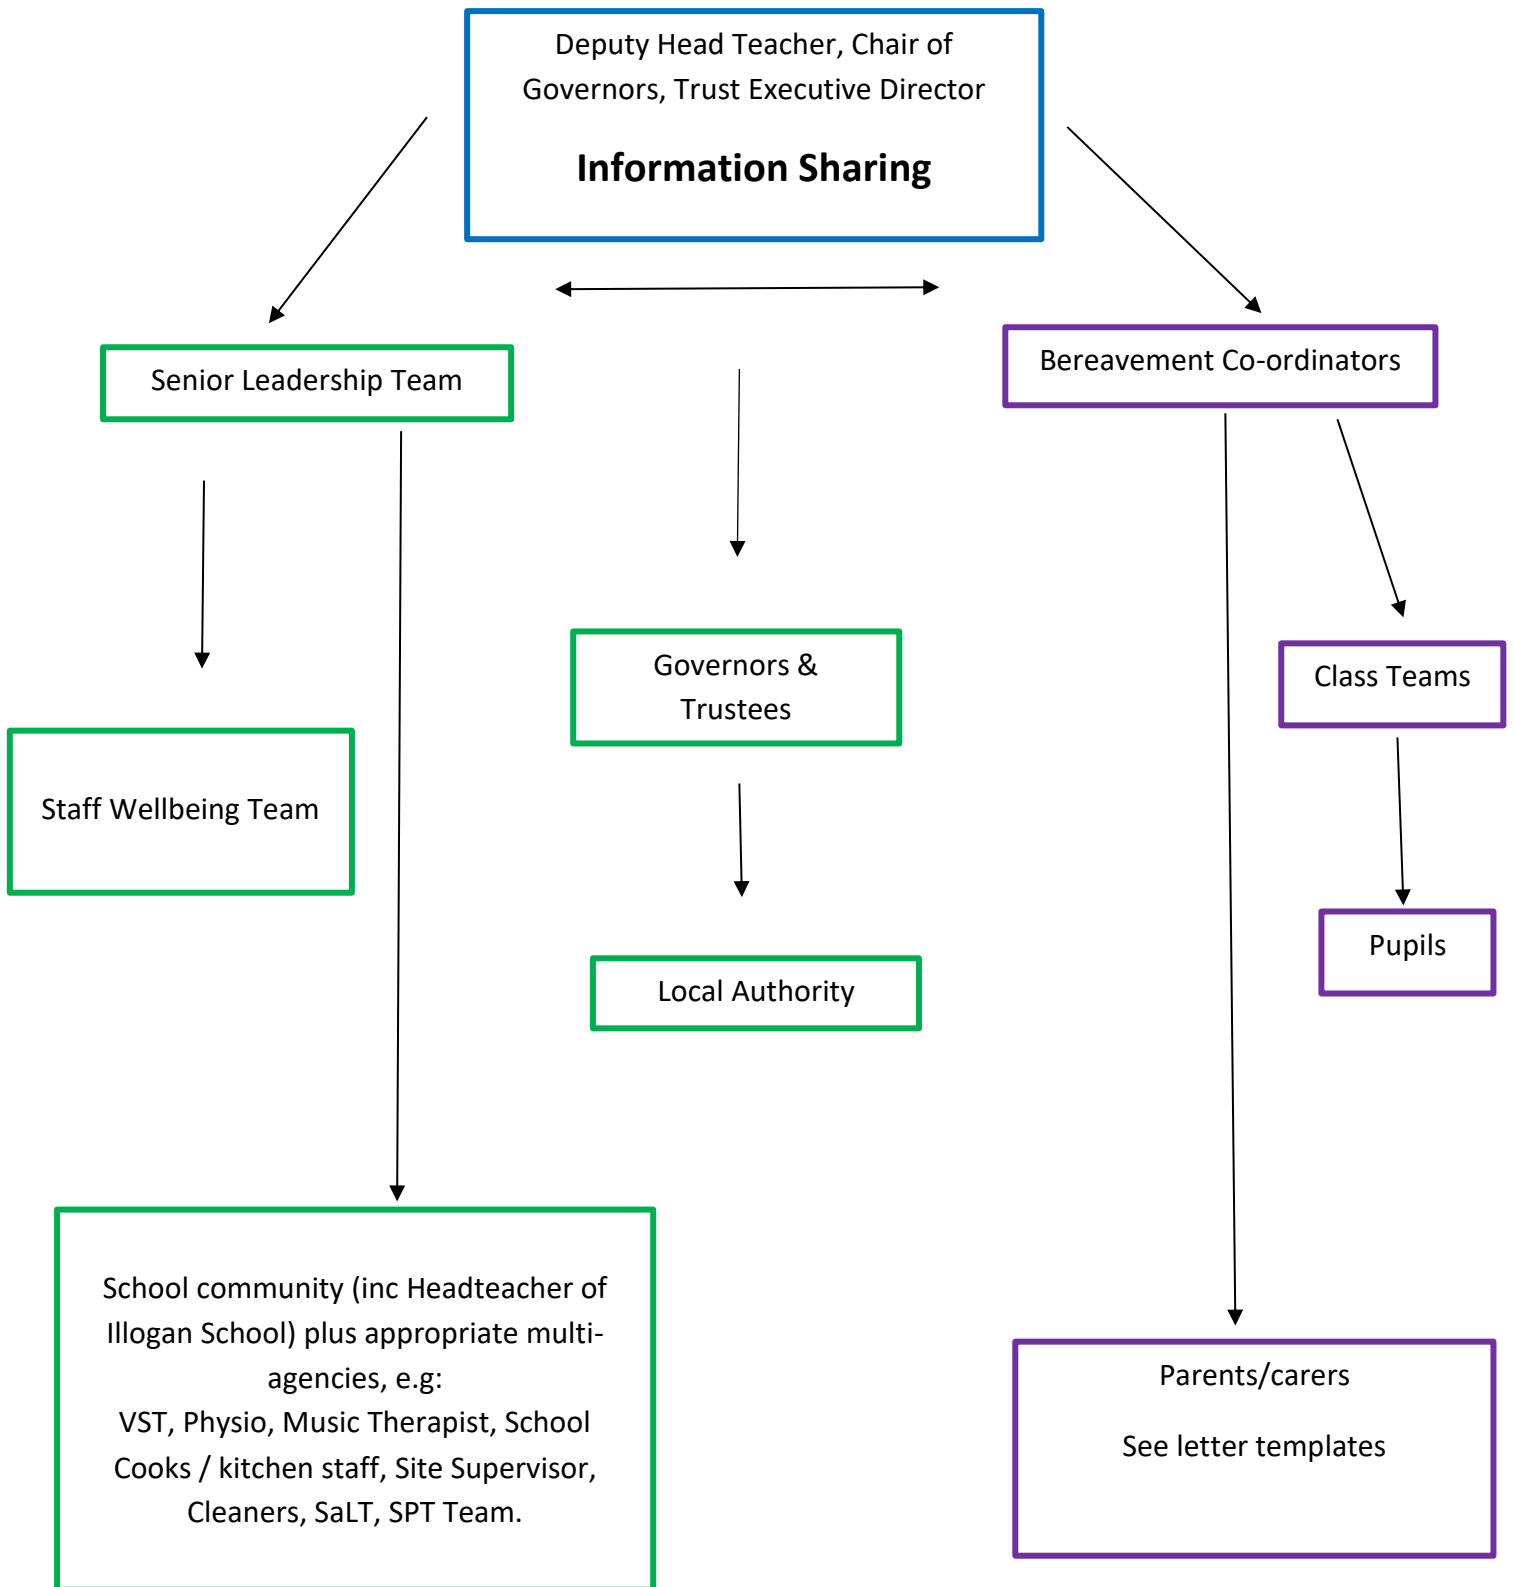 Deputy Head Teacher, Chair of
Governors, Trust Executive Director
Information Sharing
Senior Leadership Team
Bereavement Co-ordinators
Governors &
Trustees
Class Teams
Staff Wellbeing Team
Pupils
Local Authority
School community (inc Headteacher of
Illogan School) plus appropriate multi-
agencies, e.g:
VST, Physio, Music Therapist, School
Cooks / kitchen staff, Site Supervisor,
Cleaners, SaLT, SPT Team.
Parents/carers
See letter templates